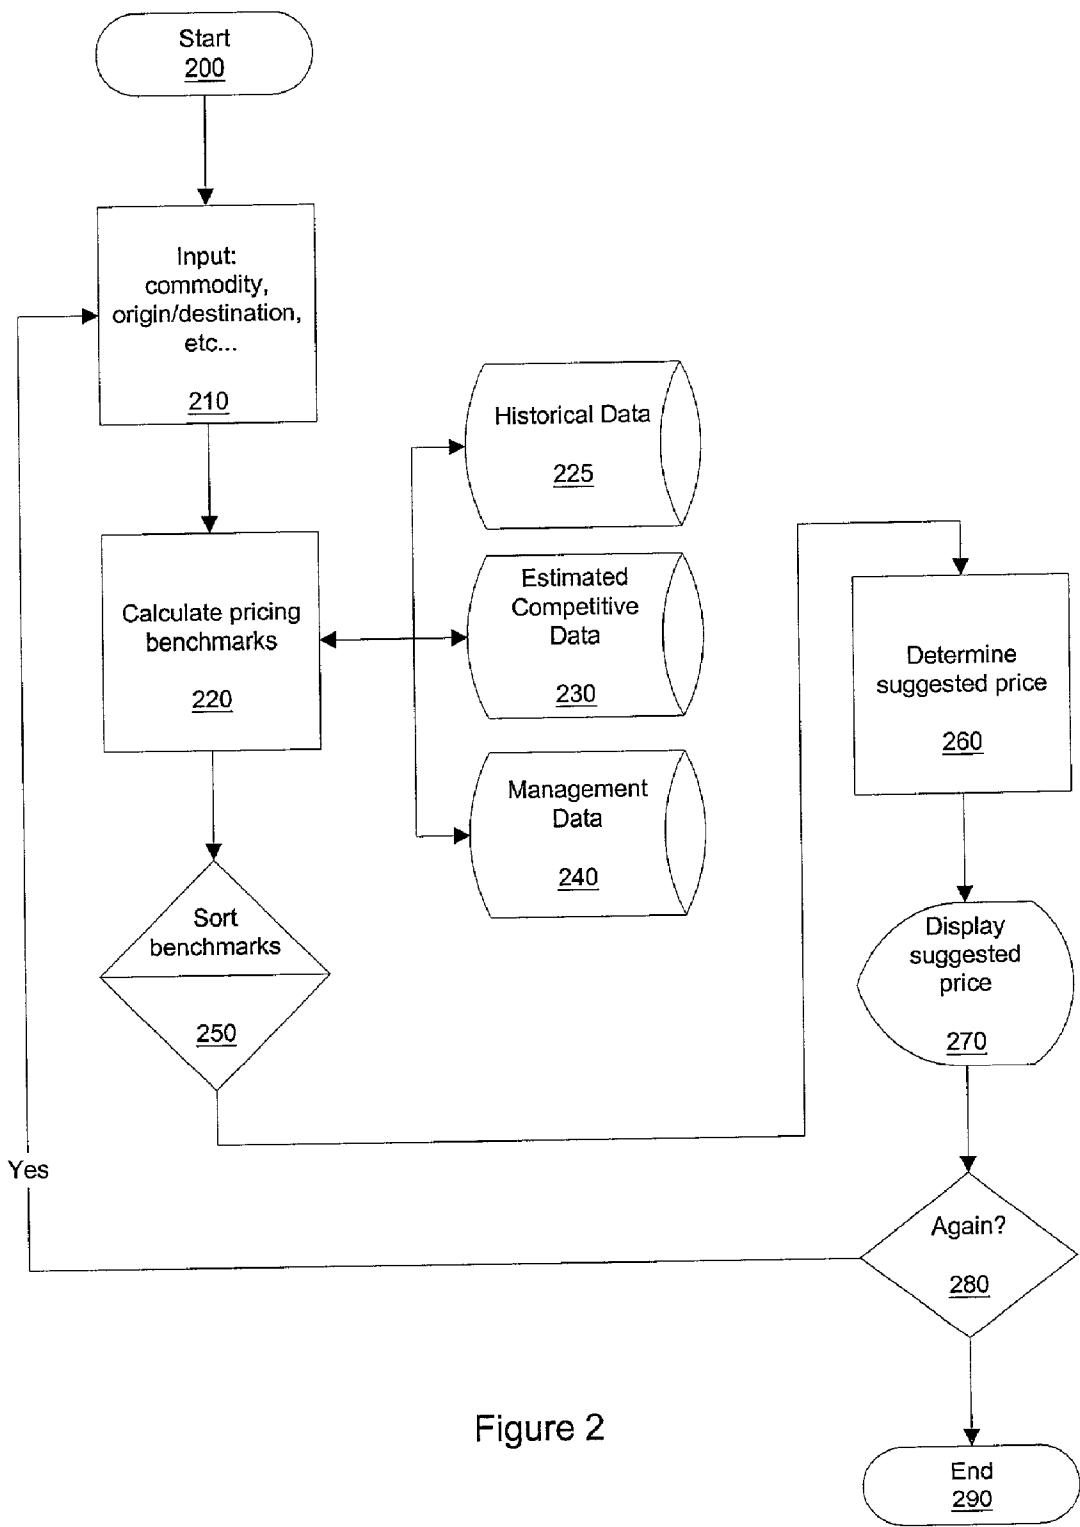 Start
200
Input:
commodity,
origin/destination,
etc...
210
Historical Data
225
Calculate pricing
benchmarks
220
Estimated
Competitive
Data
230
Management
Data
240
Sort
benchmarks
250
Determine
suggested price
260
Display
suggested
price
270
Yes
Again?
280
End
290
Figure 2